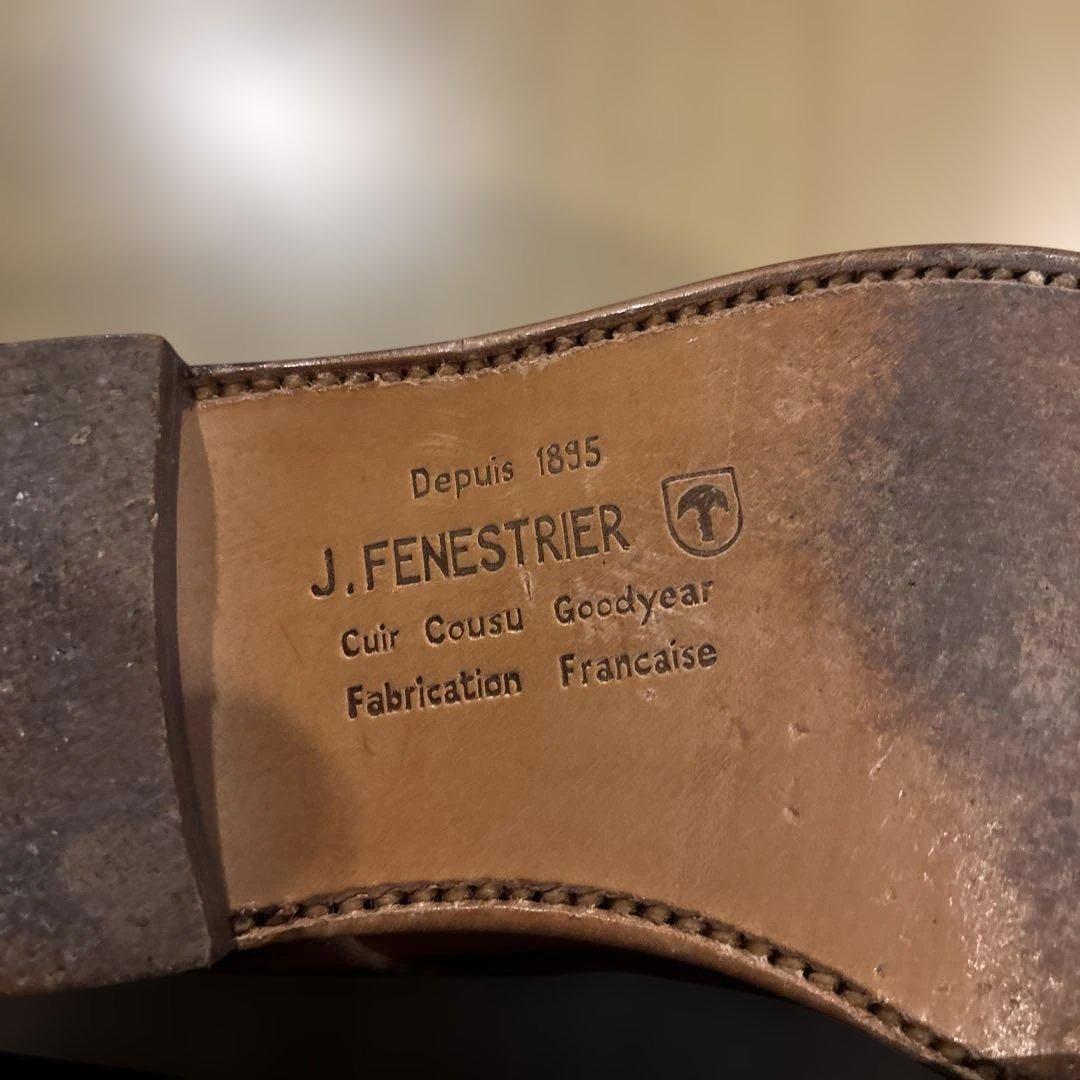 Depuis 1895
J.FENESTRIER
Cuir Cousu Goodyear
Fabrication Francaise